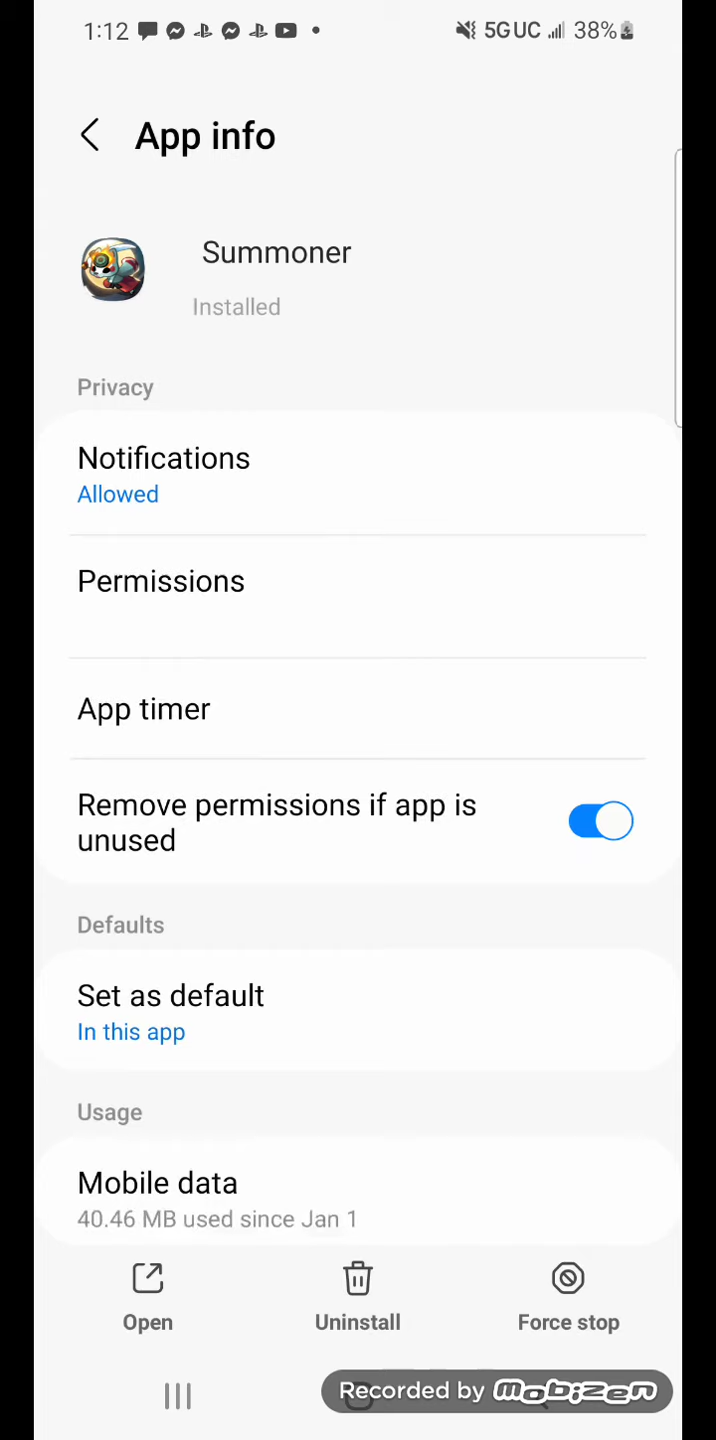 1:12 5GUC 38%
App info
Summoner
Installed
Privacy
Notifications
Allowed
Permissions
App timer
Remove permissions if app is
unused
Defaults
Set as default
In this app
Usage
Mobile data
40.46 MB used since Jan 1
Open Uninstall Force stop
Recorded by mobizen